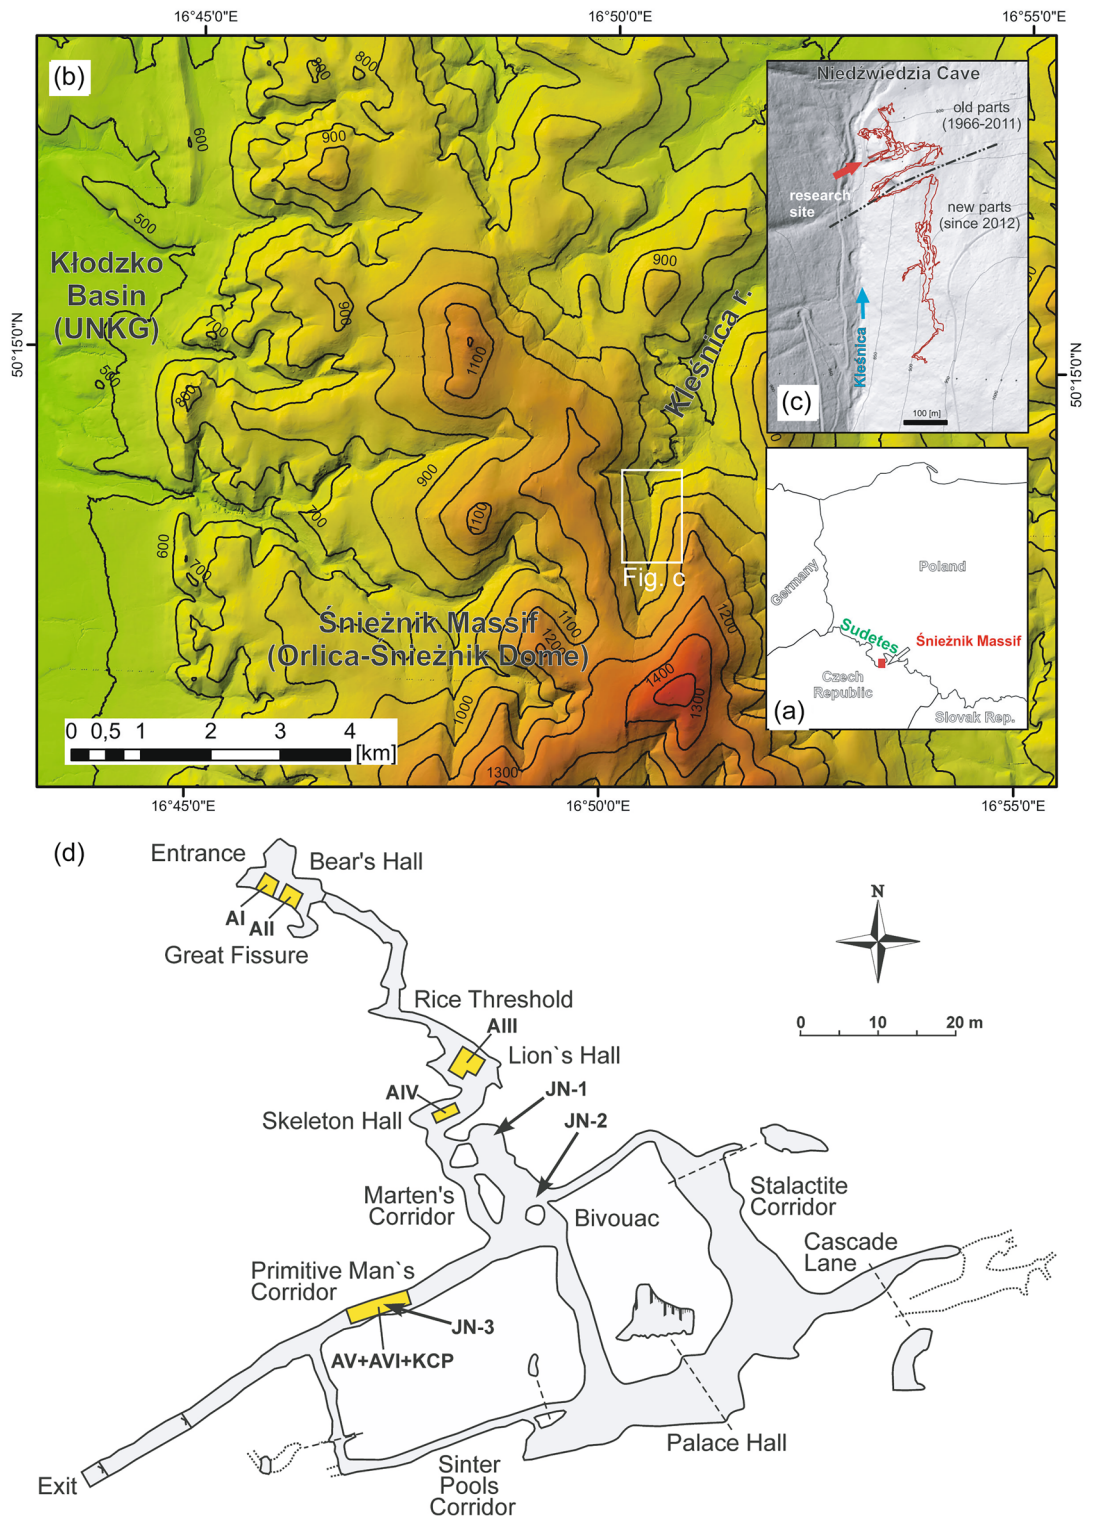 16°45'0"E
16°50'0"E
16°55'0"E
(b)
800
800
900
600
500
Kłodzko
Basin
(UNKG)
700
900
500
800
1100
900
Kleśnica r.
50°15'0"N
50°15'0"N
900
1100
700
600
700
Fig. c
Śnieżnik Massif
(Orlica-Śnieżnik Dome)
1100
1200
1200
1400
1300
1000
1300
0 0,5 1 2 3 4
[km]
16°45'0"E
16°50'0"E
16°55'0"E
Niedźwiedzia Cave
old parts
(1966-2011)
research
site
new parts
(since 2012)
Kleśnica
(c)
100 [m]
Poland
Germany
Sudetes
Śnieżnik Massif
Czech
Republic
(a)
Slovak Rep.
(d)
Entrance
Bear's Hall
AI
AII
Great Fissure
N
Rice Threshold
AIII
0 10 20 m
Lion`s Hall
AIV
JN-1
Skeleton Hall
JN-2
Marten's
Corridor
Stalactite
Corridor
Bivouac
Cascade
Lane
Primitive Man`s
Corridor
JN-3
AV+AVI+KCP
Palace Hall
Sinter
Pools
Corridor
Exit